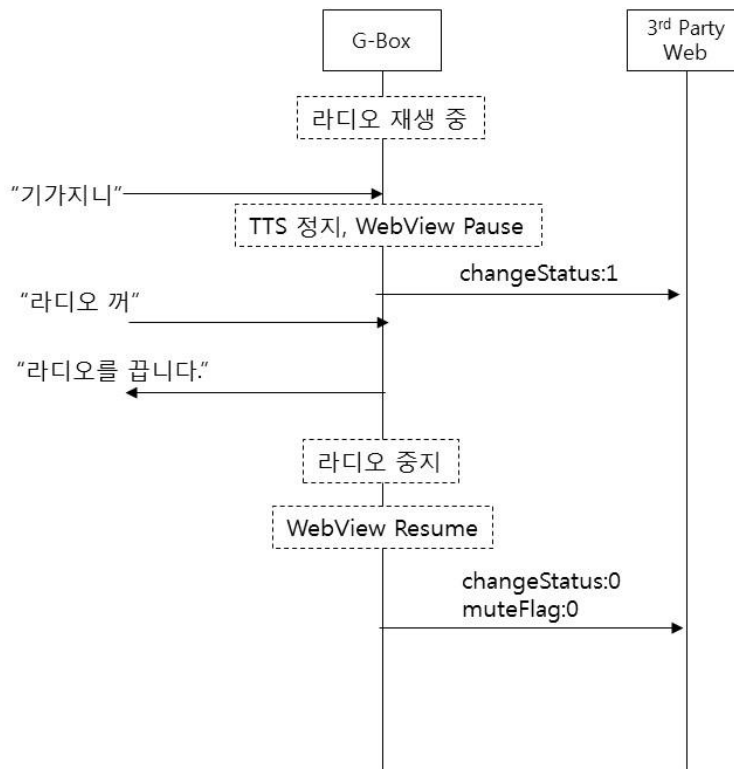 G-Box
3rd Party
Web
라디오 재생 중
“기가지니”
TTS 정지, WebView Pause
changeStatus:1
“라디오 꺼”
“라디오를 끕니다.”
라디오 중지
WebView Resume
changeStatus:0
muteFlag:0